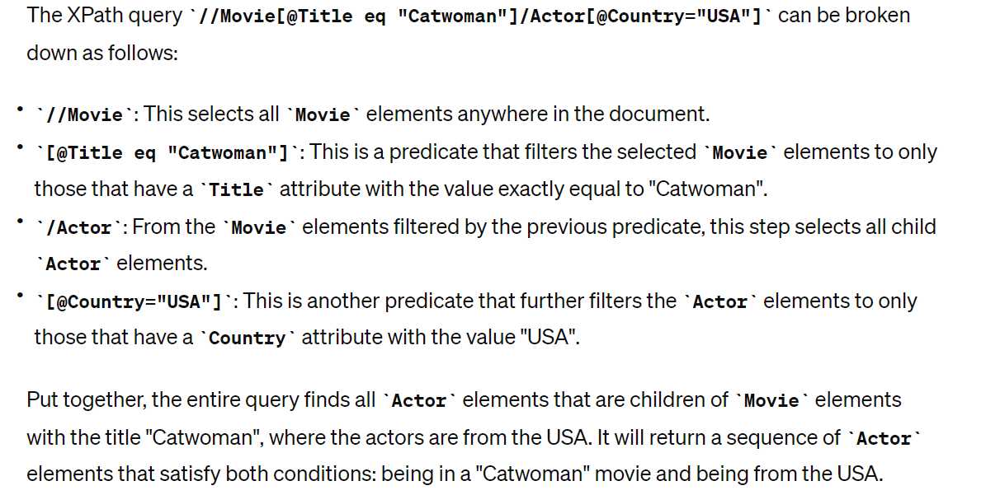 The XPath query `//Movie[@Title eq "Catwoman"]/Actor[@Country="USA"]` can be broken
down as follows:
• `//Movie`: This selects all `Movie` elements anywhere in the document.
• `[@Title eq "Catwoman"]`: This is a predicate that filters the selected `Movie` elements to only
those that have a `Title` attribute with the value exactly equal to "Catwoman".
• `/Actor`: From the `Movie` elements filtered by the previous predicate, this step selects all child
`Actor` elements.
• `[@Country="USA"]`: This is another predicate that further filters the `Actor` elements to only
those that have a `Country` attribute with the value "USA".
Put together, the entire query finds all `Actor` elements that are children of `Movie` elements
with the title "Catwoman", where the actors are from the USA. It will return a sequence of `Actor`
elements that satisfy both conditions: being in a "Catwoman" movie and being from the USA.